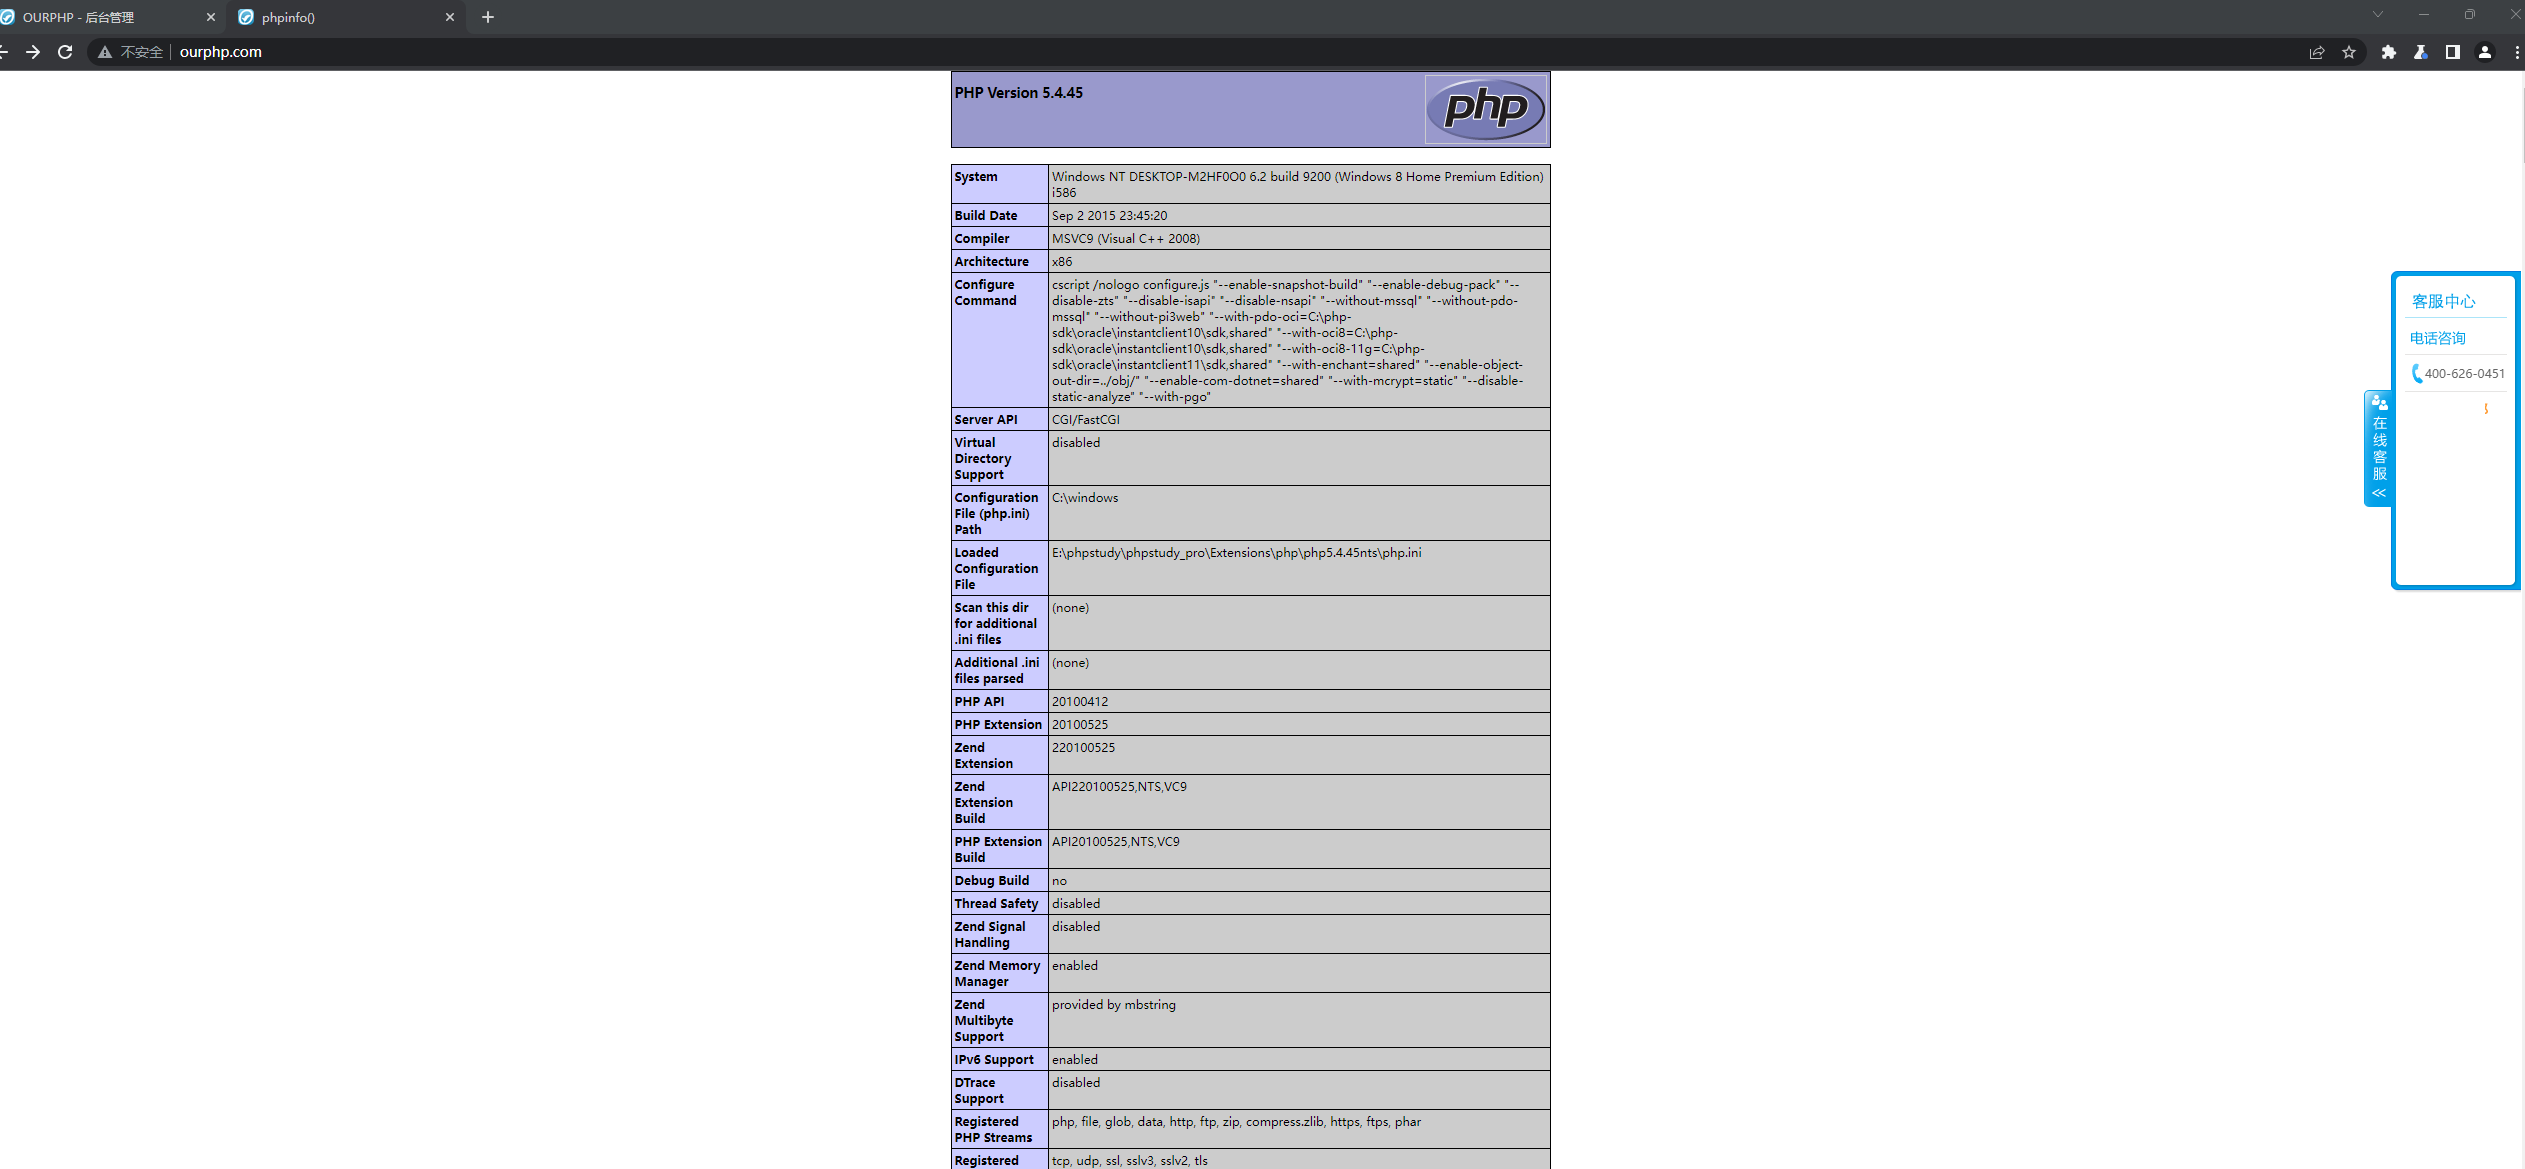 OURPHP - 后台管理
phpinfo()
不安全
ourphp.com
PHP Version 5.4.45
php
System
Windows NT DESKTOP-M2HF0O0 6.2 build 9200 (Windows 8 Home Premium Edition)
i586
Build Date
Sep 2 2015 23:45:20
Compiler
MSVC9 (Visual C++ 2008)
Architecture
x86
Configure
Command
cscript /nologo configure.js "--enable-snapshot-build" "--enable-debug-pack" "--
disable-zts" "--disable-isapi" "--disable-nsapi" "--without-mssql" "--without-pdo-
mssql" "--without-pi3web" "--with-pdo-oci=C:\php-
sdk\oracle\instantclient10\sdk,shared" "--with-oci8=C:\php-
sdk\oracle\instantclient10\sdk,shared" "--with-oci8-11g=C:\php-
sdk\oracle\instantclient11\sdk,shared" "--with-enchant=shared" "--enable-object-
out-dir=../obj/" "--enable-com-dotnet=shared" "--with-mcrypt=static" "--disable-
static-analyze" "--with-pgo"
Server API
CGI/FastCGI
Virtual
Directory
Support
disabled
Configuration
File (php.ini)
Path
C:\windows
Loaded
Configuration
File
E:\phpstudy\phpstudy_pro\Extensions\php\php5.4.45nts\php.ini
Scan this dir
for additional
.ini files
(none)
Additional .ini
files parsed
(none)
PHP API
20100412
PHP Extension
20100525
Zend
Extension
220100525
Zend
Extension
Build
API220100525,NTS,VC9
PHP Extension
Build
API20100525,NTS,VC9
Debug Build
no
Thread Safety
disabled
Zend Signal
Handling
disabled
Zend Memory
Manager
enabled
Zend
Multibyte
Support
provided by mbstring
IPv6 Support
enabled
DTrace
Support
disabled
Registered
PHP Streams
php, file, glob, data, http, ftp, zip, compress.zlib, https, ftps, phar
Registered
tcp, udp, ssl, sslv3, sslv2, tls
客服中心
电话咨询
400-626-0451
在线客服